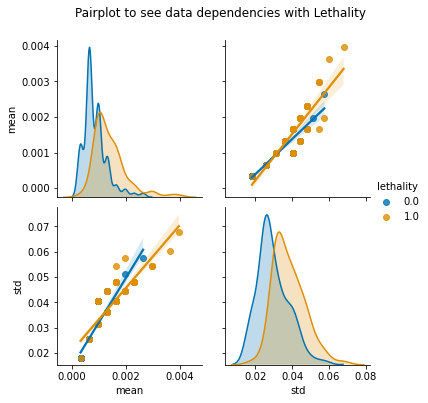 Pairplot to see data dependencies with Lethality
0.004
0.003
0.002
0.001
0.000
mean
lethality
0.0
1.0
0.07
0.06
0.05
0.04
0.03
0.02
std
0.000 0.002 0.004
mean
0.02 0.04 0.06 0.08
std